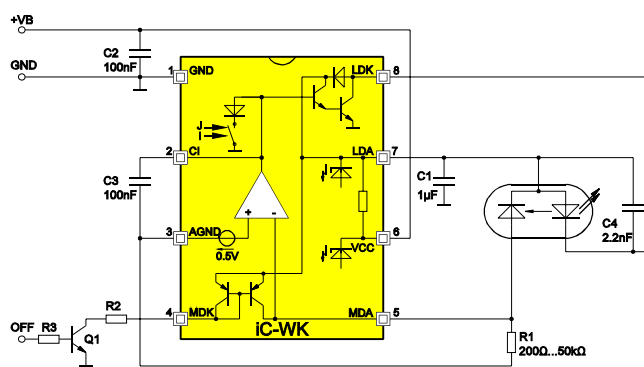 +VB
C2
100nF
GND
1
GND
LDK
8
J
I
2
CI
LDA
7
C3
100nF
C1
1µF
C4
2.2nF
+
-
3
AGND
0.5V
VCC
6
R2
4
MDK
MDA
5
iC-WK
OFF
R3
Q1
R1
200Ω...50kΩ